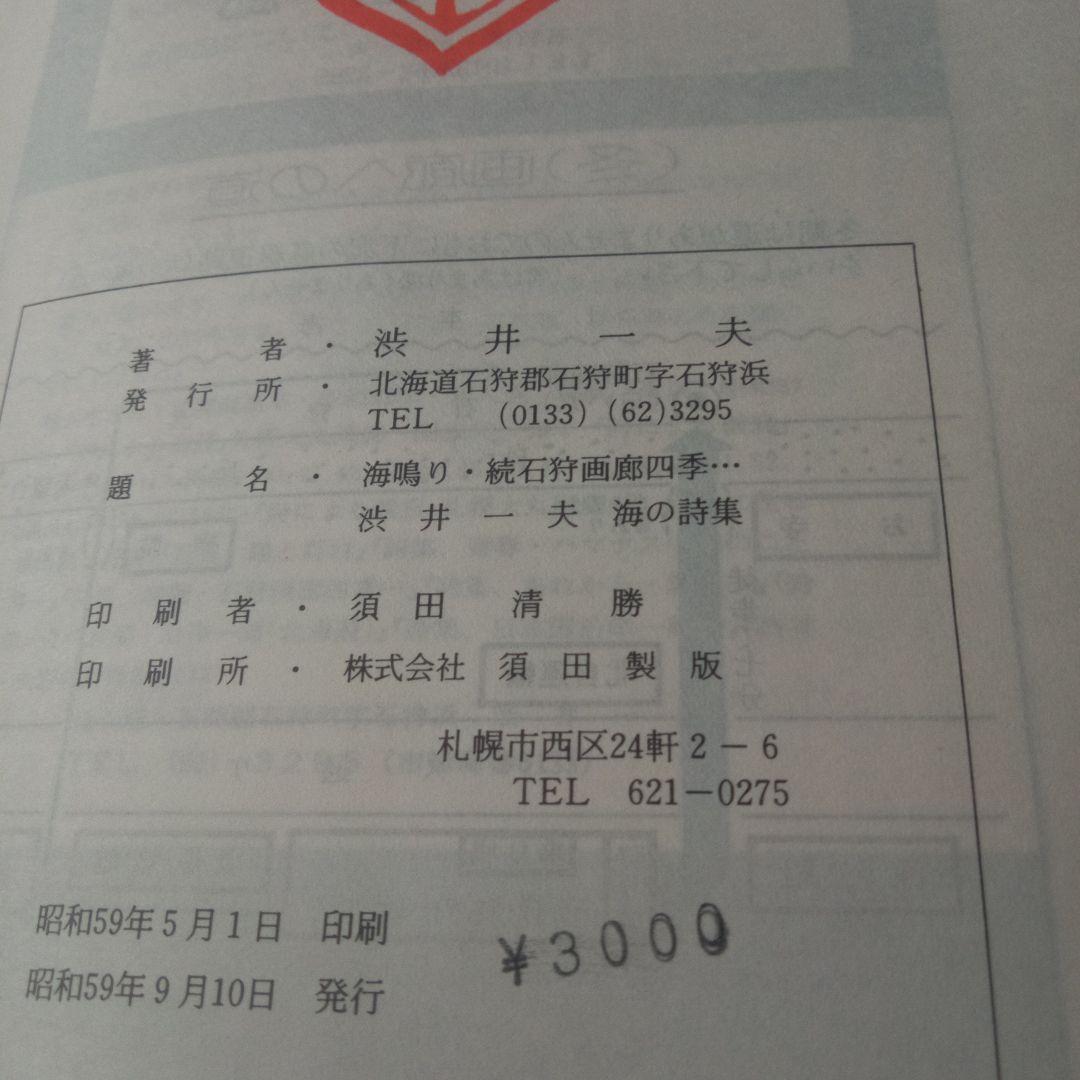 著者・渋井一夫
発行所・北海道石狩郡石狩町字石狩浜
TEL (0133) (62)3295
題名・海鳴り・続石狩画廊四季…
渋井一夫 海の詩集
印刷者・須田清勝
印刷所・株式会社 須田製版
札幌市西区24軒2-6
TEL 621-0275
昭和59年5月1日 印刷
昭和59年9月10日 発行
¥3000